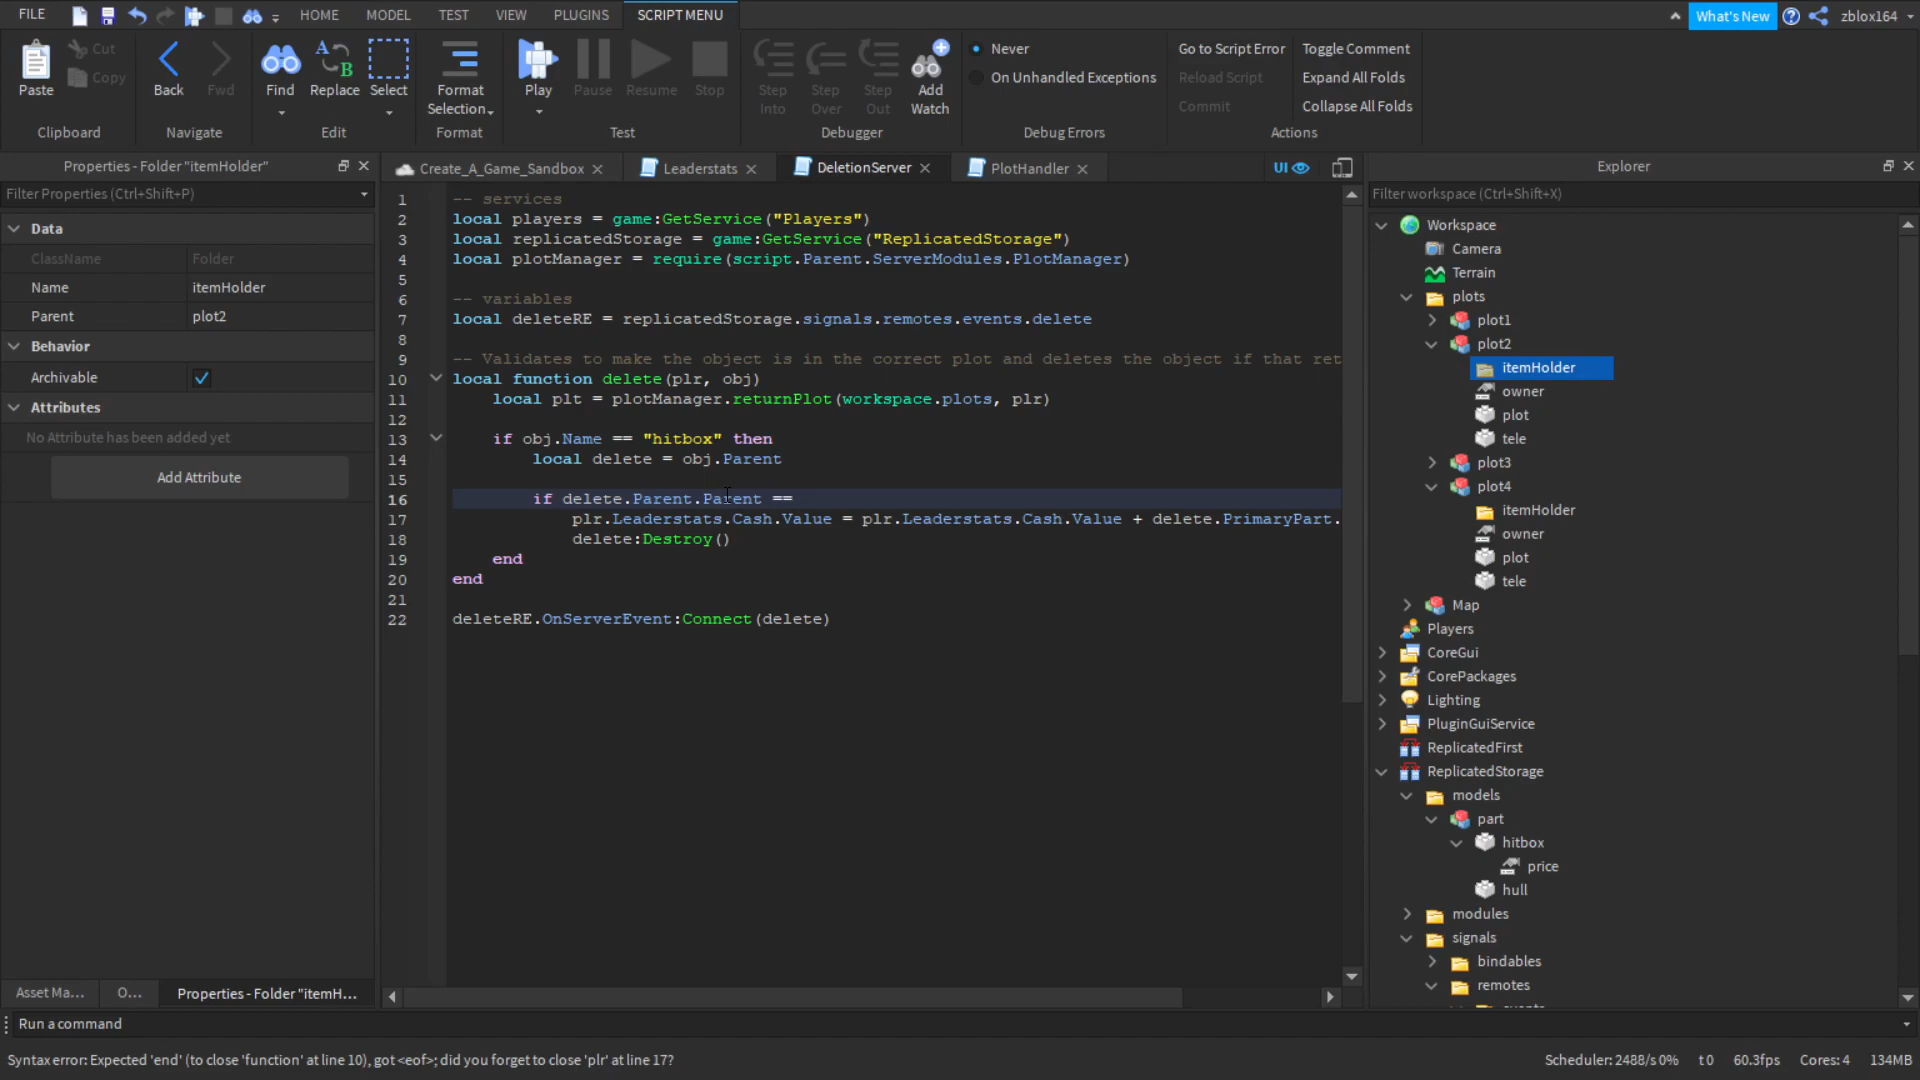 FILE
HOME
MODEL
TEST
VIEW
PLUGINS
SCRIPT MENU
What's New
zblox164
Paste
Cut
Copy
Clipboard
Back
Fwd
Navigate
Find
Replace
Select
Edit
Format
Selection
Format
Play
Pause
Resume
Stop
Test
Step
Into
Step
Over
Step
Out
Add
Watch
Debugger
Never
On Unhandled Exceptions
Debug Errors
Go to Script Error
Reload Script
Commit
Toggle Comment
Expand All Folds
Collapse All Folds
Actions
Properties - Folder "itemHolder"
Filter Properties (Ctrl+Shift+P)
Data
ClassName Folder
Name itemHolder
Parent plot2
Behavior
Archivable
Attributes
No Attribute has been added yet
Add Attribute
Asset Ma...
O...
Properties - Folder "itemH...
Create_A_Game_Sandbox
Leaderstats
DeletionServer
PlotHandler
UI
1 -- services
2 local players = game:GetService("Players")
3 local replicatedStorage = game:GetService("ReplicatedStorage")
4 local plotManager = require(script.Parent.ServerModules.PlotManager)
5
6 -- variables
7 local deleteRE = replicatedStorage.signals.remotes.events.delete
8
9 -- Validates to make the object is in the correct plot and deletes the object if that ret
10 local function delete(plr, obj)
11 local plt = plotManager.returnPlot(workspace.plots, plr)
12
13 if obj.Name == "hitbox" then
14 local delete = obj.Parent
15
16 if delete.Parent.Parent ==
17 plr.Leaderstats.Cash.Value = plr.Leaderstats.Cash.Value + delete.PrimaryPart.
18 delete:Destroy()
19 end
20 end
21
22 deleteRE.OnServerEvent:Connect(delete)
Explorer
Filter workspace (Ctrl+Shift+X)
Workspace
Camera
Terrain
plots
plot1
plot2
itemHolder
owner
plot
tele
plot3
plot4
itemHolder
owner
plot
tele
Map
Players
CoreGui
CorePackages
Lighting
PluginGuiService
ReplicatedFirst
ReplicatedStorage
models
part
hitbox
price
hull
modules
signals
bindables
remotes
Run a command
Syntax error: Expected 'end' (to close 'function' at line 10), got <eof>; did you forget to close 'plr' at line 17?
Scheduler: 2488/s 0%
t 0
60.3fps
Cores: 4
134MB